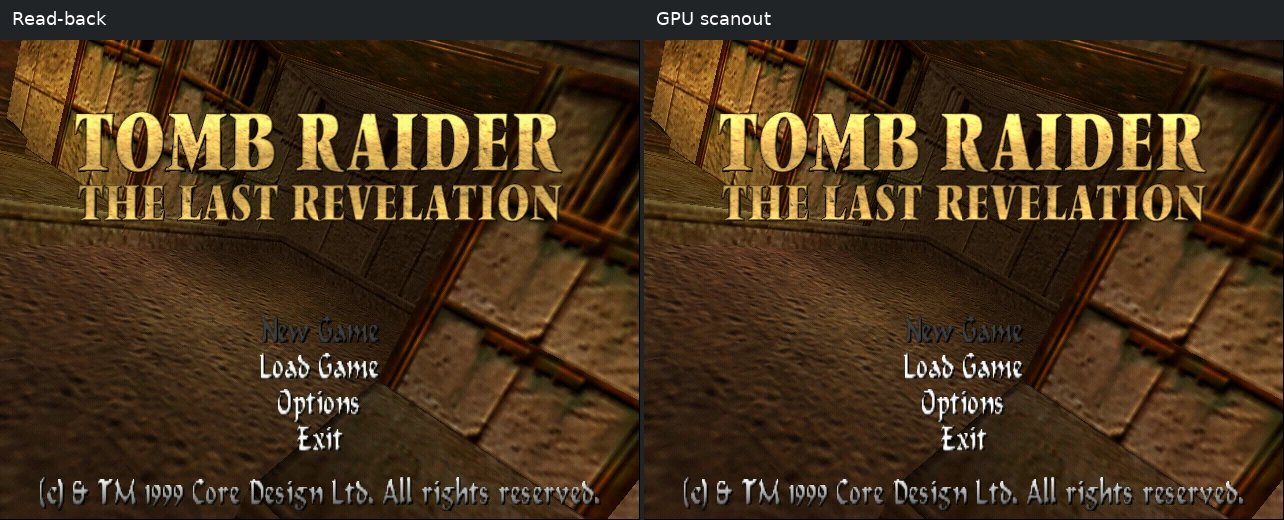 Read-back
TOMB RAIDER
THE LAST REVELATION
New Game
Load Game
Options
Exit
(c) & TM 1999 Core Design Ltd. All rights reserved.
GPU scanout
TOMB RAIDER
THE LAST REVELATION
New Game
Load Game
Options
Exit
(c) & TM 1999 Core Design Ltd. All rights reserved.